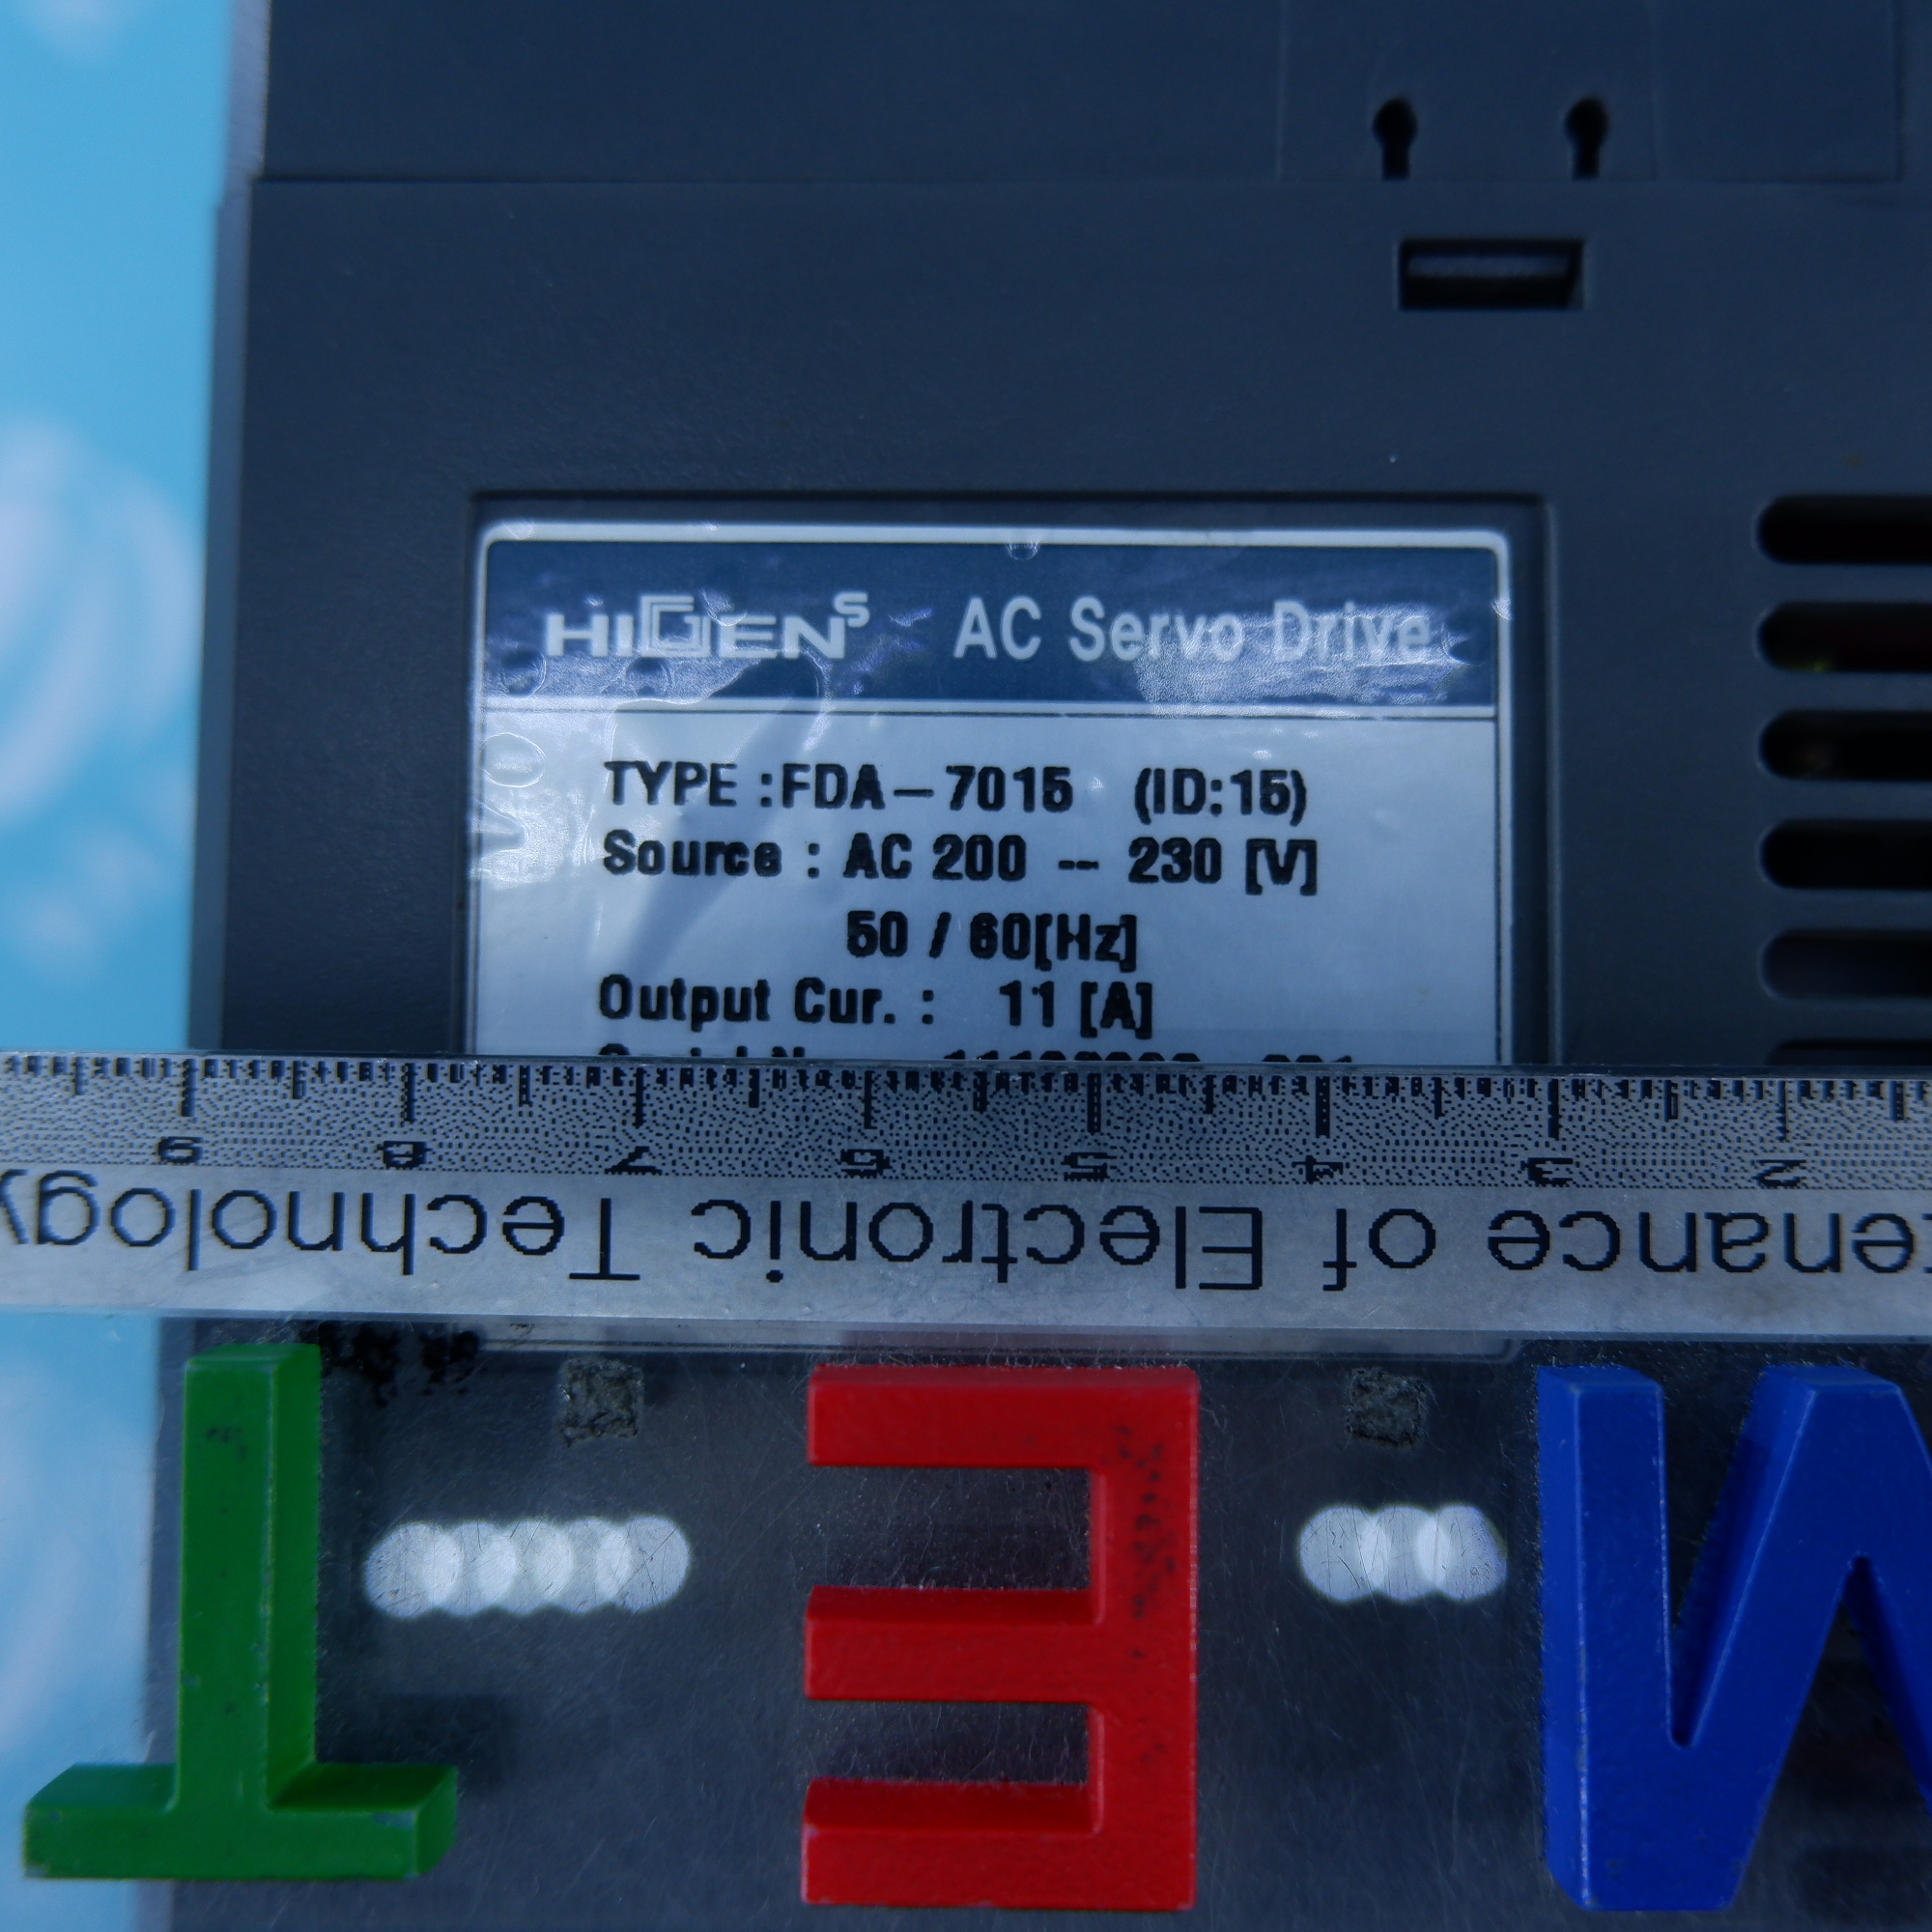 HIGENS AC Servo Drive
TYPE : FDA-7015 (ID:15)
Source : AC 200 -- 230 [V]
50 / 60[Hz]
Output Cur. : 11 [A]
9 8 7 6 5 4 3 2
of Electronic Technology
T E N